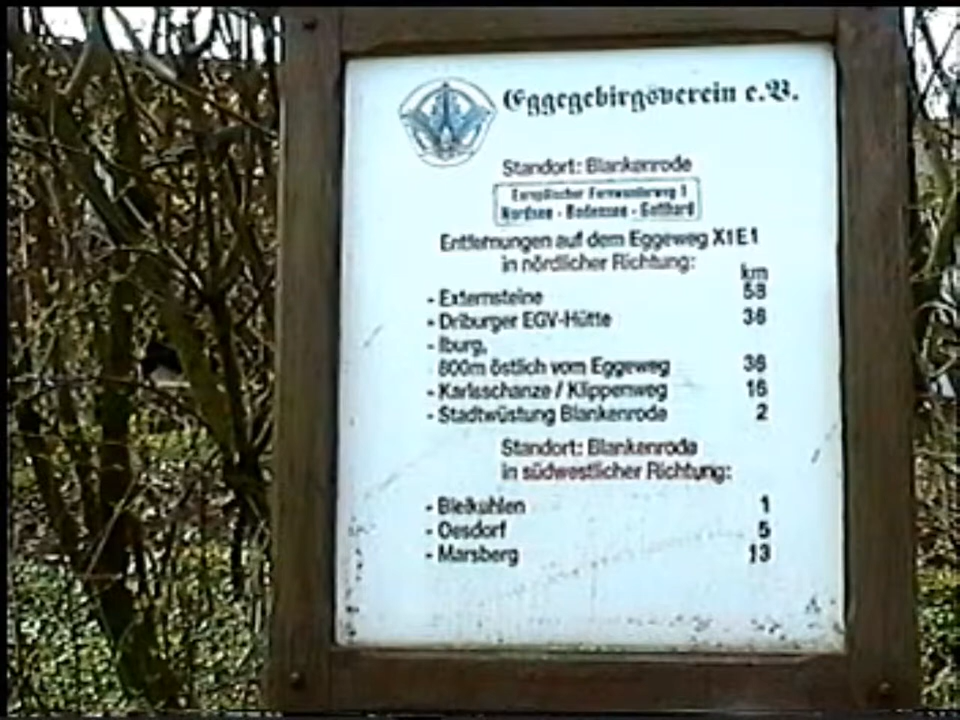 Eggegebirgsverein e.V.
Standort: Blankenrode
Europäischer Fernwanderweg 1
Nordsee - Bodensee - Gotthard
Entfernungen auf dem Eggeweg X1E1
in nördlicher Richtung:
km
- Externsteine 58
- Driburger EGV-Hütte 36
- Iburg,
800m östlich vom Eggeweg 36
- Karlsschanze / Klippenweg 16
- Stadtwüstung Blankenrode 2
Standort: Blankenrode
in südwestlicher Richtung:
- Bleikuhlen 1
- Oesdorf 5
- Marsberg 13